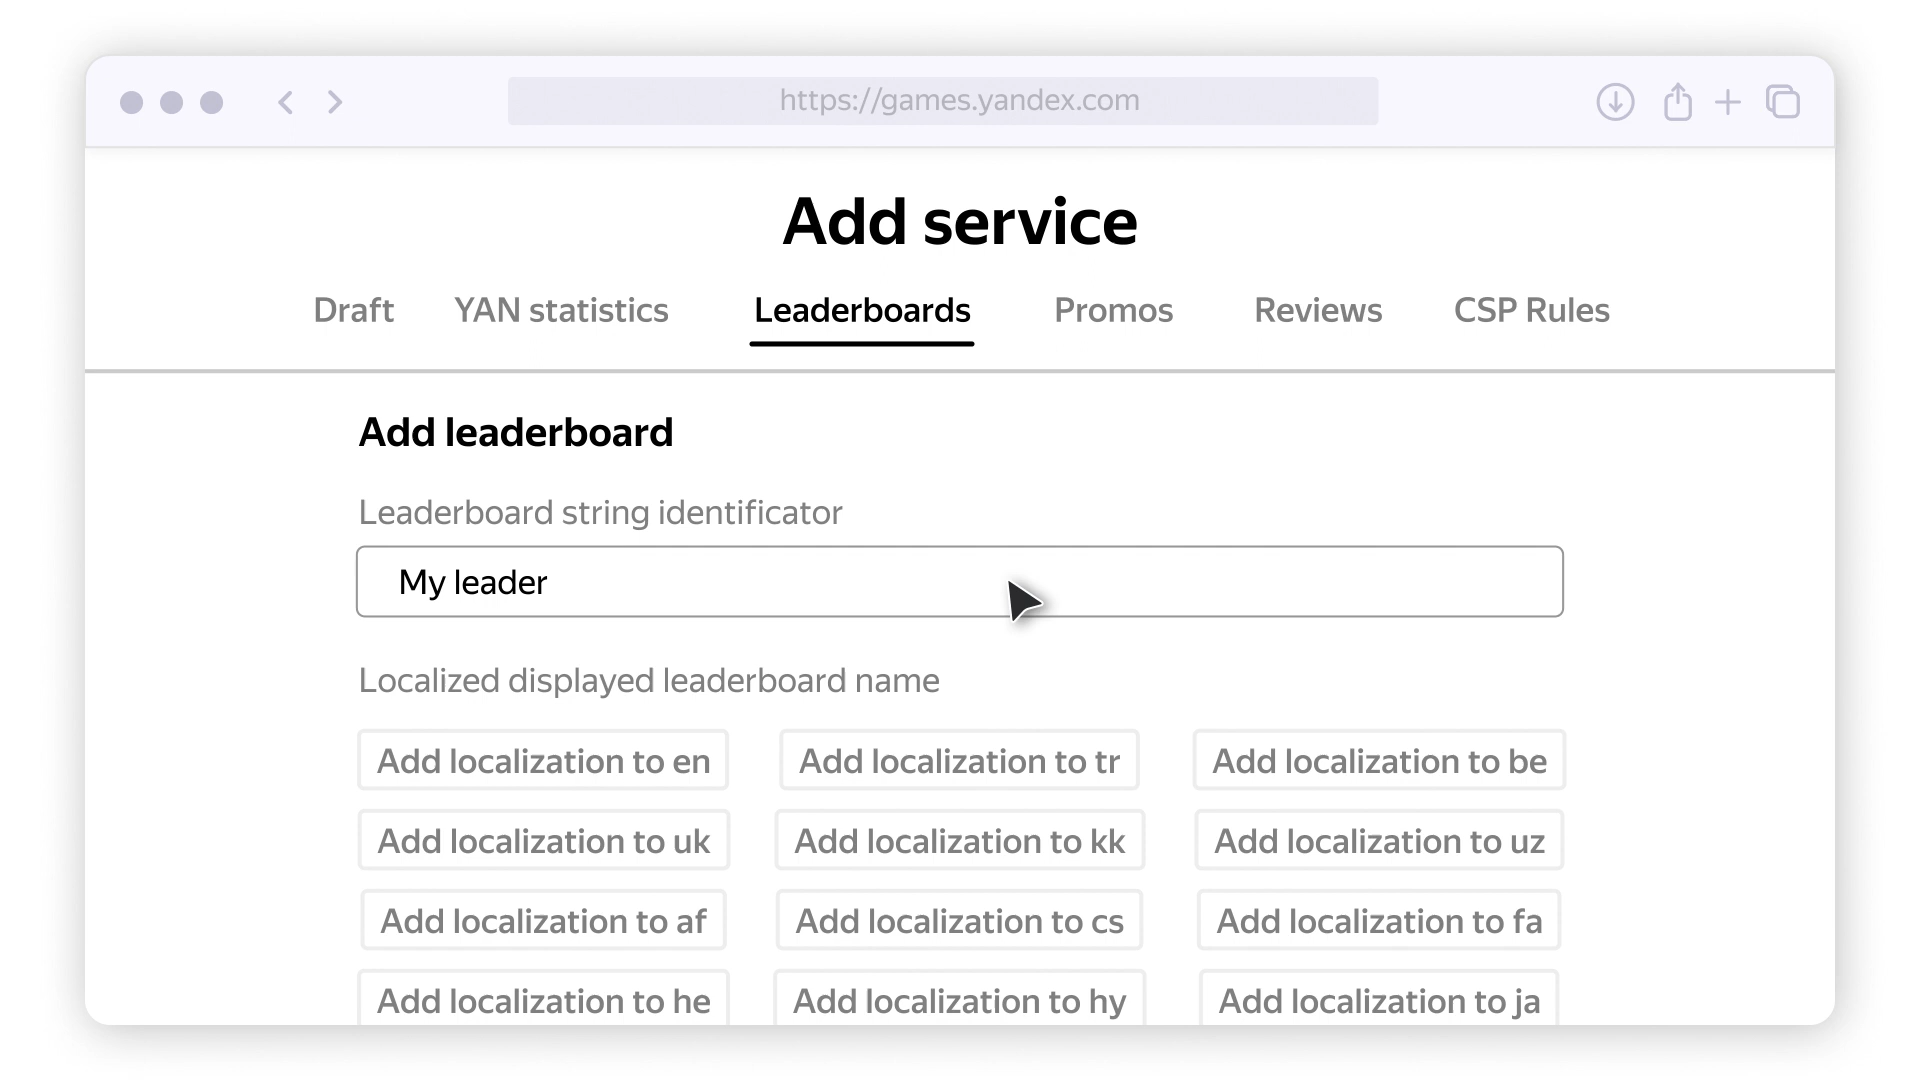 https://games.yandex.com
Add service
Draft YAN statistics Leaderboards Promos Reviews CSP Rules
Add leaderboard
Leaderboard string identificator
My leader
Localized displayed leaderboard name
Add localization to en Add localization to tr Add localization to be
Add localization to uk Add localization to kk Add localization to uz
Add localization to af Add localization to cs Add localization to fa
Add localization to he Add localization to hy Add localization to ja